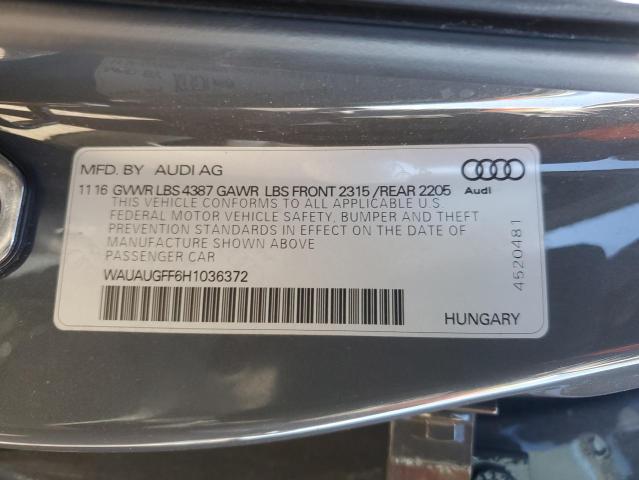 MFD. BY AUDI AG
11 16 GVWR LBS 4387 GAWR LBS FRONT 2315 /REAR 2205
Audi
THIS VEHICLE CONFORMS TO ALL APPLICABLE U.S.
FEDERAL MOTOR VEHICLE SAFETY, BUMPER AND THEFT
PREVENTION STANDARDS IN EFFECT ON THE DATE OF
MANUFACTURE SHOWN ABOVE
PASSENGER CAR
4520481
WAUAUGFF6H1036372
HUNGARY